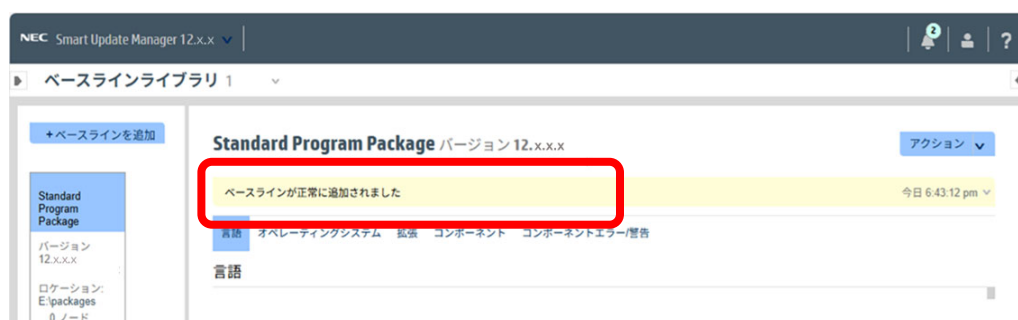 NEC Smart Update Manager 12.x.x
2
?
ベースラインライブラリ 1
+ベースラインを追加
Standard Program Package バージョン 12.x.x.x
アクション
ベースラインが正常に追加されました
今日 6:43:12 pm
Standard
Program
Package
バージョン
12.x.x.x
ロケーション:
E:\packages
0 ノード
言語 オペレーティングシステム 拡張 コンポーネント コンポーネントエラー/警告
言語